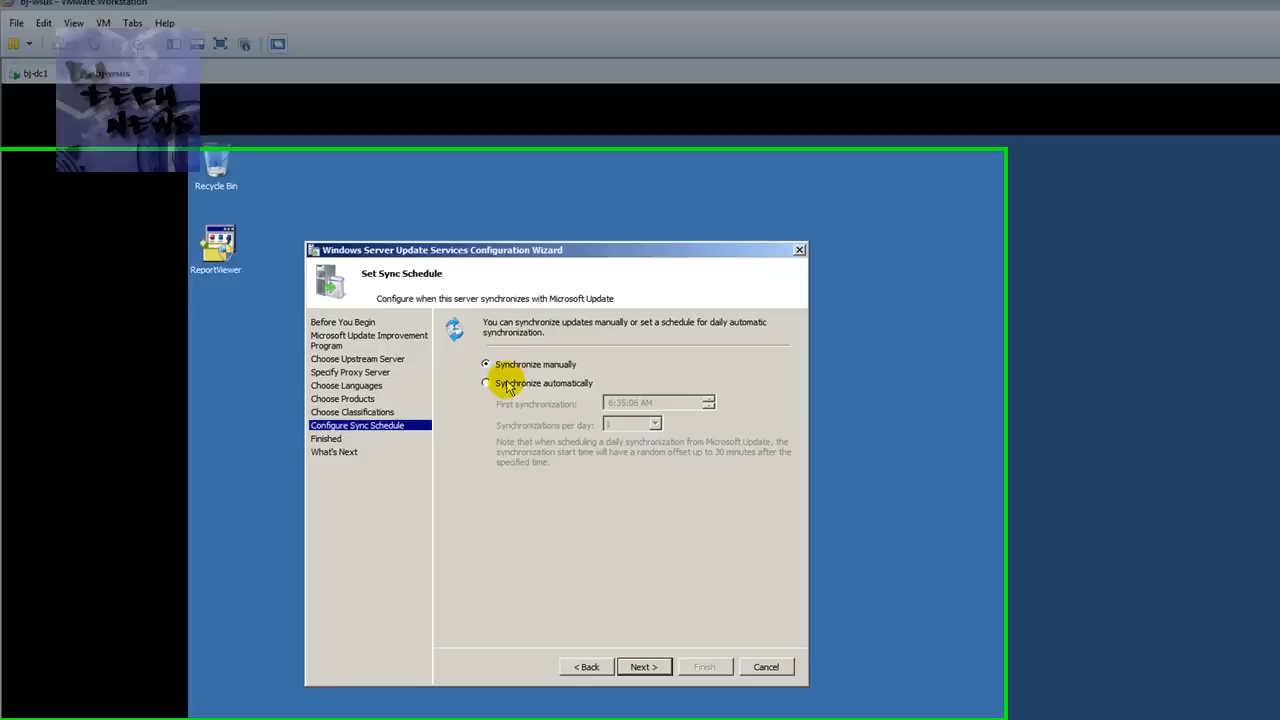 bj-wsus - VMware Workstation
File Edit View VM Tabs Help
bj-dc1 bj-wsus
TECH
NEWS
Recycle Bin
ReportViewer
Windows Server Update Services Configuration Wizard
Set Sync Schedule
Configure when this server synchronizes with Microsoft Update
Before You Begin
Microsoft Update Improvement
Program
Choose Upstream Server
Specify Proxy Server
Choose Languages
Choose Products
Choose Classifications
Configure Sync Schedule
Finished
What's Next
You can synchronize updates manually or set a schedule for daily automatic
synchronization.
Synchronize manually
Synchronize automatically
First synchronization: 6:35:06 AM
Synchronizations per day: 1
Note that when scheduling a daily synchronization from Microsoft Update, the
synchronization start time will have a random offset up to 30 minutes after the
specified time.
< Back Next > Finish Cancel